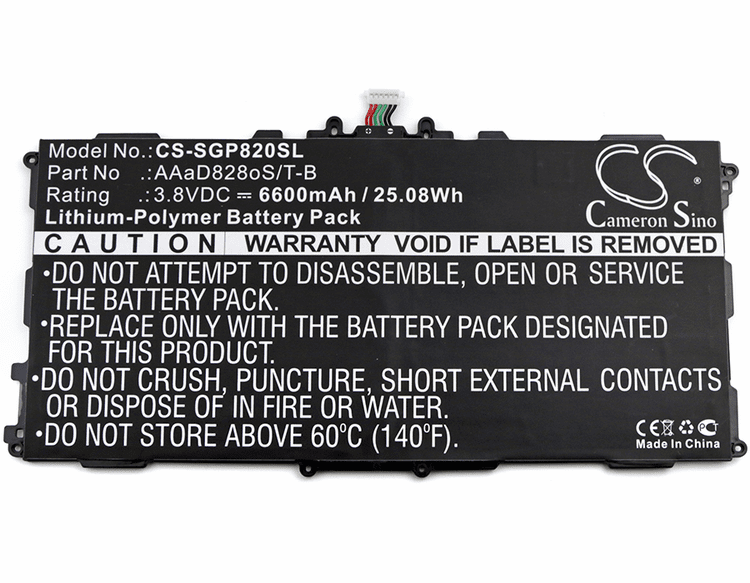 Model No.:CS-SGP820SL
Part No .:AAaD828oS/T-B
Rating .:3.8VDC ⎓ 6600mAh / 25.08Wh
Lithium-Polymer Battery Pack
CS
Cameron Sino
CAUTION WARRANTY VOID IF LABEL IS REMOVED
•DO NOT ATTEMPT TO DISASSEMBLE, OPEN OR SERVICE
THE BATTERY PACK.
•REPLACE ONLY WITH THE BATTERY PACK DESIGNATED
FOR THIS PRODUCT.
•DO NOT CRUSH, PUNCTURE, SHORT EXTERNAL CONTACTS
OR DISPOSE OF IN FIRE OR WATER.
•DO NOT STORE ABOVE 60°C (140°F).
CE FCC
Made In China